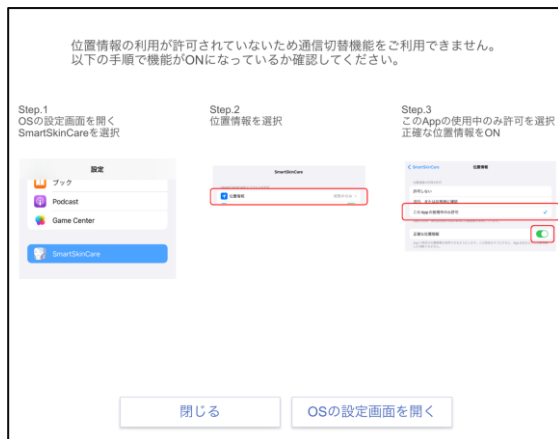 位置情報の利用が許可されていないため通信切替機能をご利用できません。
以下の手順で機能がONになっているか確認してください。
Step.1
OSの設定画面を開く
SmartSkinCareを選択
設定
ブック
Podcast
Game Center
SmartSkinCare
Step.2
位置情報を選択
SmartSkinCare
位置情報
Step.3
このAppの使用中のみ許可を選択
正確な位置情報をON
SmartSkinCare
位置情報
許可しない
このAppの使用中のみ許可
正確な位置情報
閉じる
OSの設定画面を開く